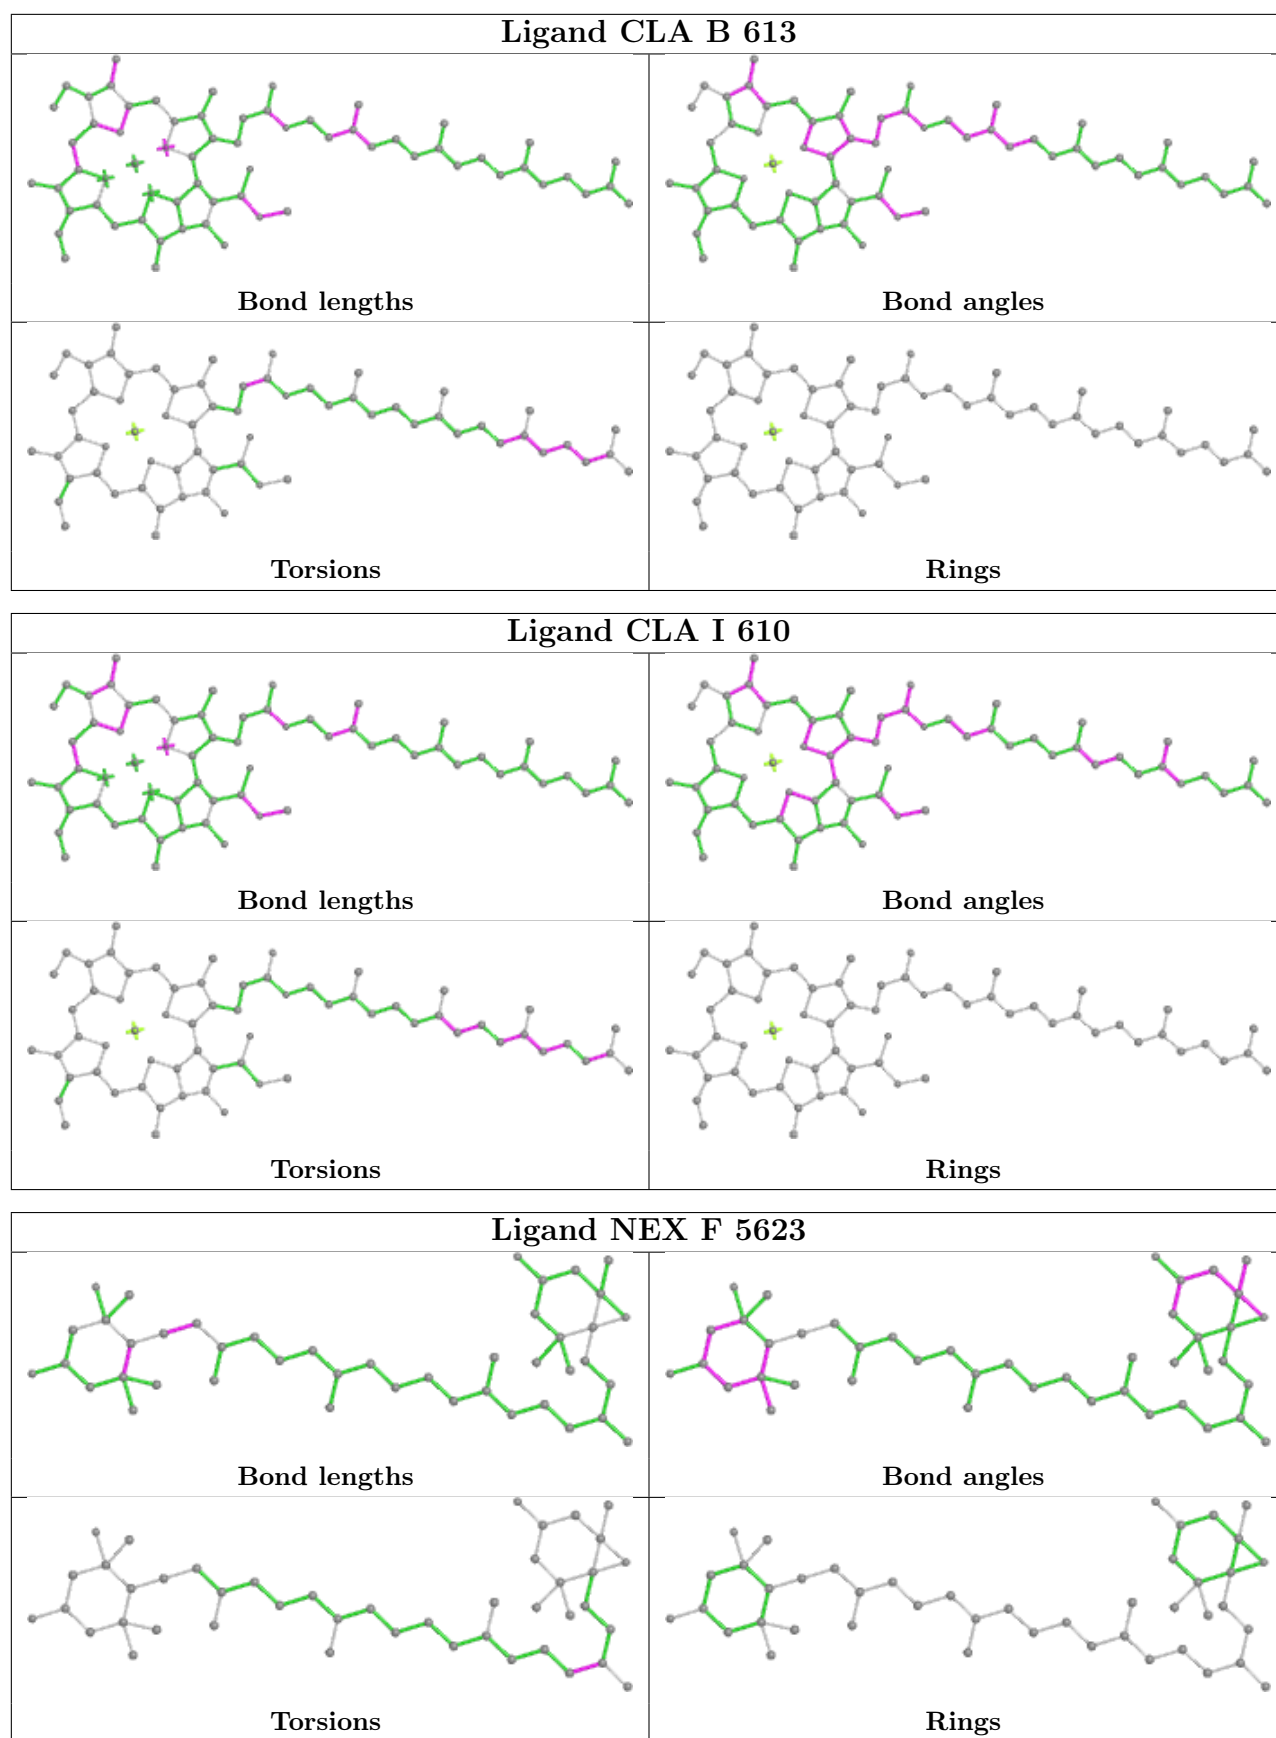 Ligand CLA B 613
Bond lengths
Bond angles
Torsions
Rings
Ligand CLA I 610
Bond lengths
Bond angles
Torsions
Rings
Ligand NEX F 5623
Bond lengths
Bond angles
Torsions
Rings